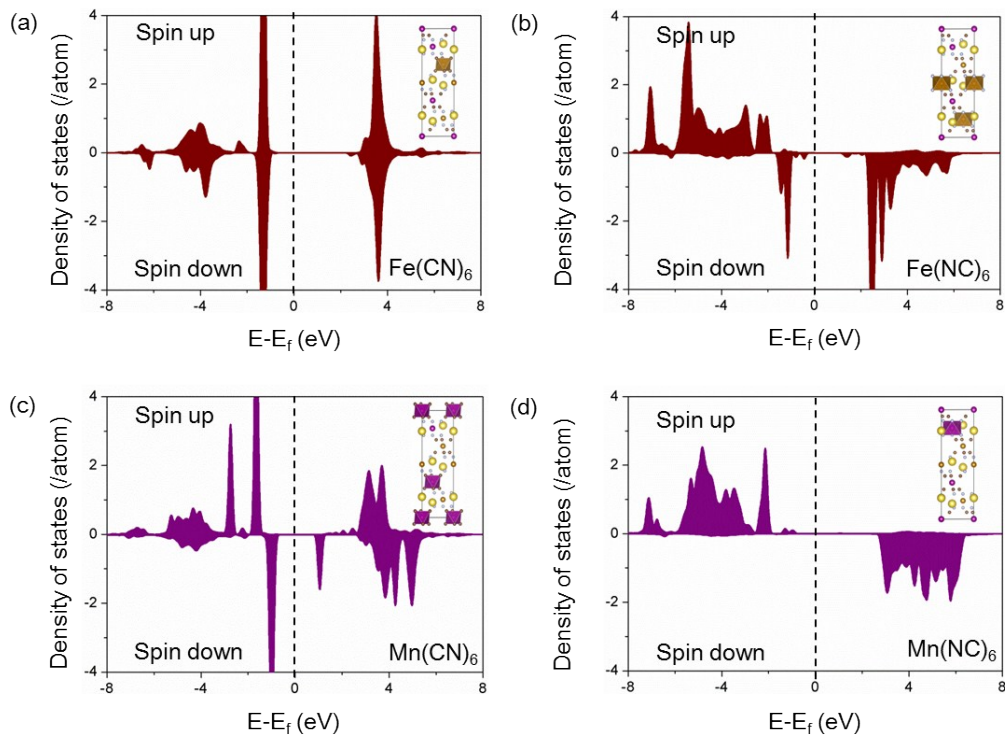 (a)
Spin up
Spin down
Fe(CN)6
Density of states (/atom)
4
2
0
-2
-4
-8
-4
0
4
8
E-Ef (eV)
(b)
Spin up
Spin down
Fe(NC)6
Density of states (/atom)
4
2
0
-2
-4
-8
-4
0
4
8
E-Ef (eV)
(c)
Spin up
Spin down
Mn(CN)6
Density of states (/atom)
4
2
0
-2
-4
-8
-4
0
4
8
E-Ef (eV)
(d)
Spin up
Spin down
Mn(NC)6
Density of states (/atom)
4
2
0
-2
-4
-8
-4
0
4
8
E-Ef (eV)